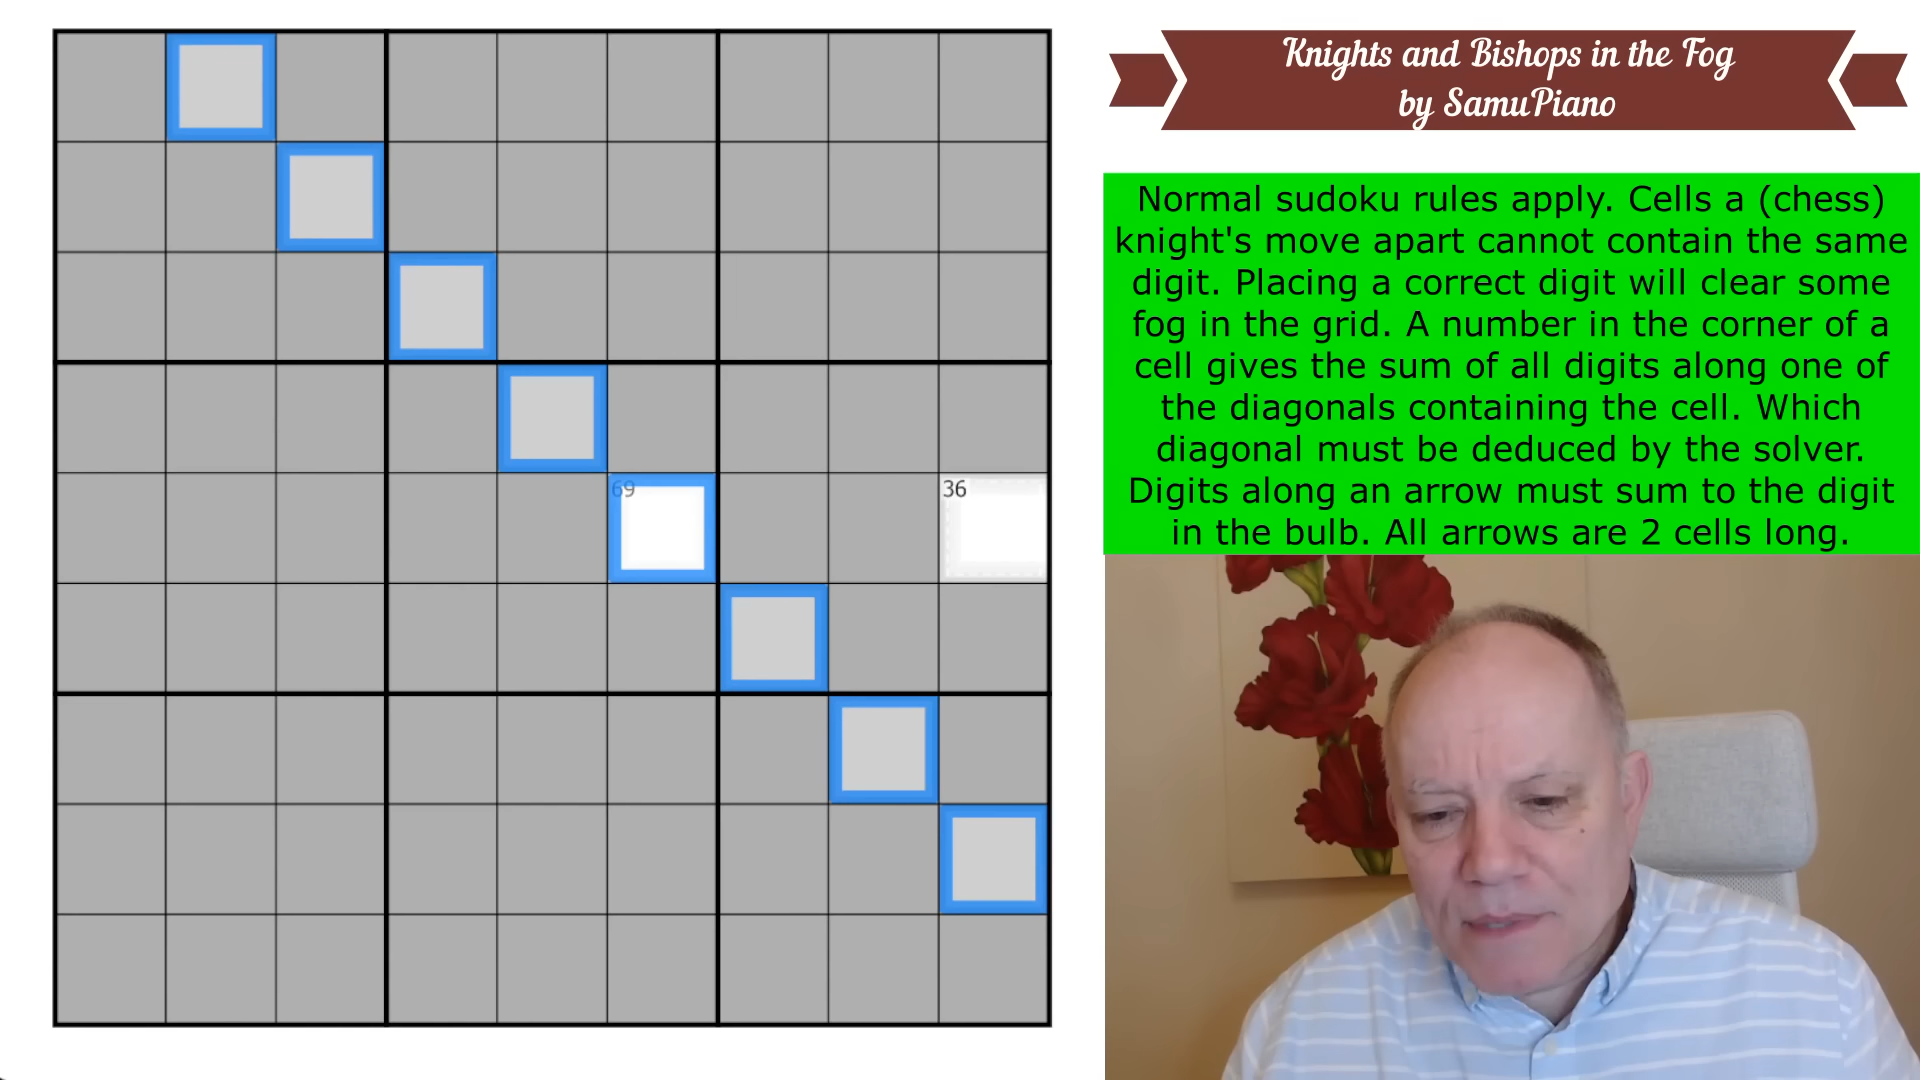 Knights and Bishops in the Fog
by SamuPiano
Normal sudoku rules apply. Cells a (chess)
knight's move apart cannot contain the same
digit. Placing a correct digit will clear some
fog in the grid. A number in the corner of a
cell gives the sum of all digits along one of
the diagonals containing the cell. Which
diagonal must be deduced by the solver.
Digits along an arrow must sum to the digit
in the bulb. All arrows are 2 cells long.
69
36